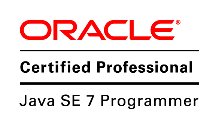 ORACLE®
Certified Professional
Java SE 7 Programmer